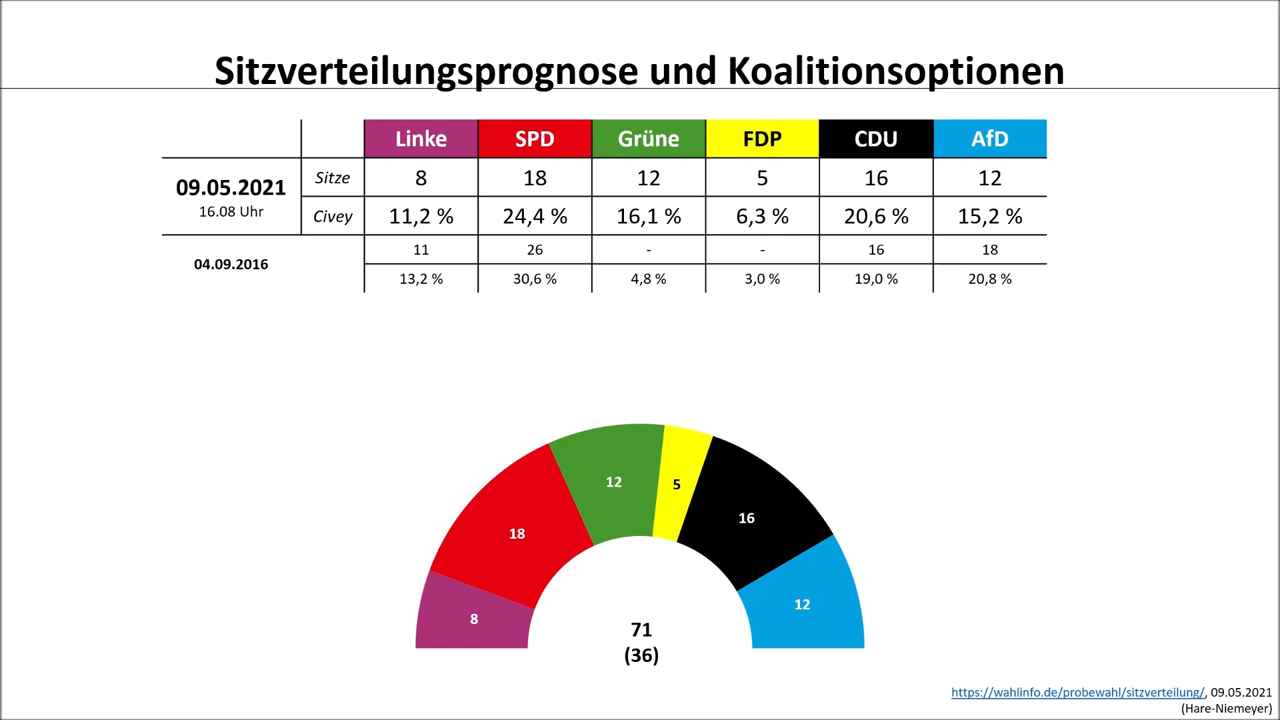 Sitzverteilungsprognose und Koalitionsoptionen
Linke SPD Grüne FDP CDU AfD
09.05.2021
16.08 Uhr
Sitze 8 18 12 5 16 12
Civey 11,2 % 24,4 % 16,1 % 6,3 % 20,6 % 15,2 %
04.09.2016
11 26 - - 16 18
13,2 % 30,6 % 4,8 % 3,0 % 19,0 % 20,8 %
8
18
12
5
16
12
71
(36)
https://wahlinfo.de/probewahl/sitzverteilung/, 09.05.2021
(Hare-Niemeyer)